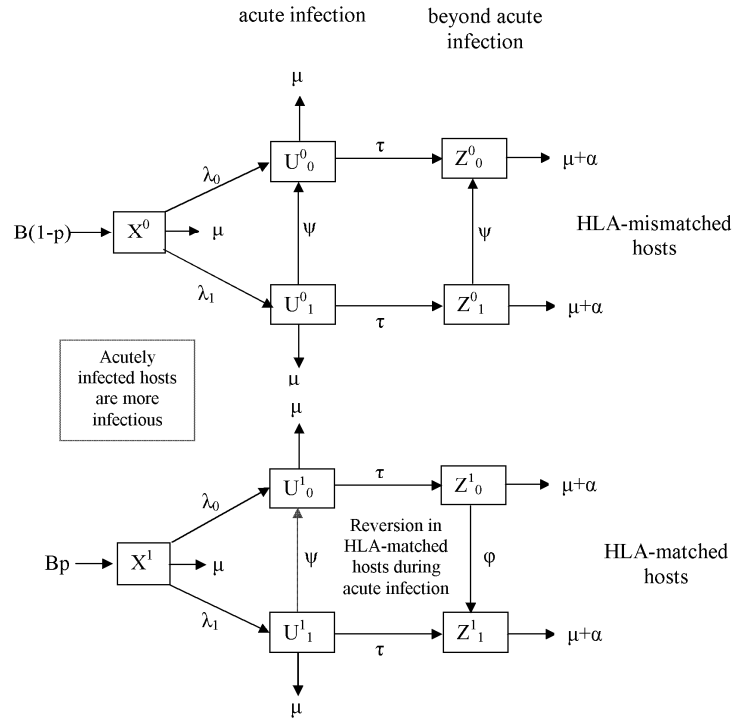 acute infection
beyond acute
infection
μ
U⁰₀
τ
Z⁰₀
μ+α
λ₀
B(1-p)
X⁰
μ
ψ
ψ
HLA-mismatched
hosts
λ₁
U⁰₁
τ
Z⁰₁
μ+α
μ
Acutely
infected hosts
are more
infectious
μ
U¹₀
τ
Z¹₀
μ+α
λ₀
Bp
X¹
μ
ψ
Reversion in
HLA-matched
hosts during
acute infection
φ
HLA-matched
hosts
λ₁
U¹₁
τ
Z¹₁
μ+α
μ